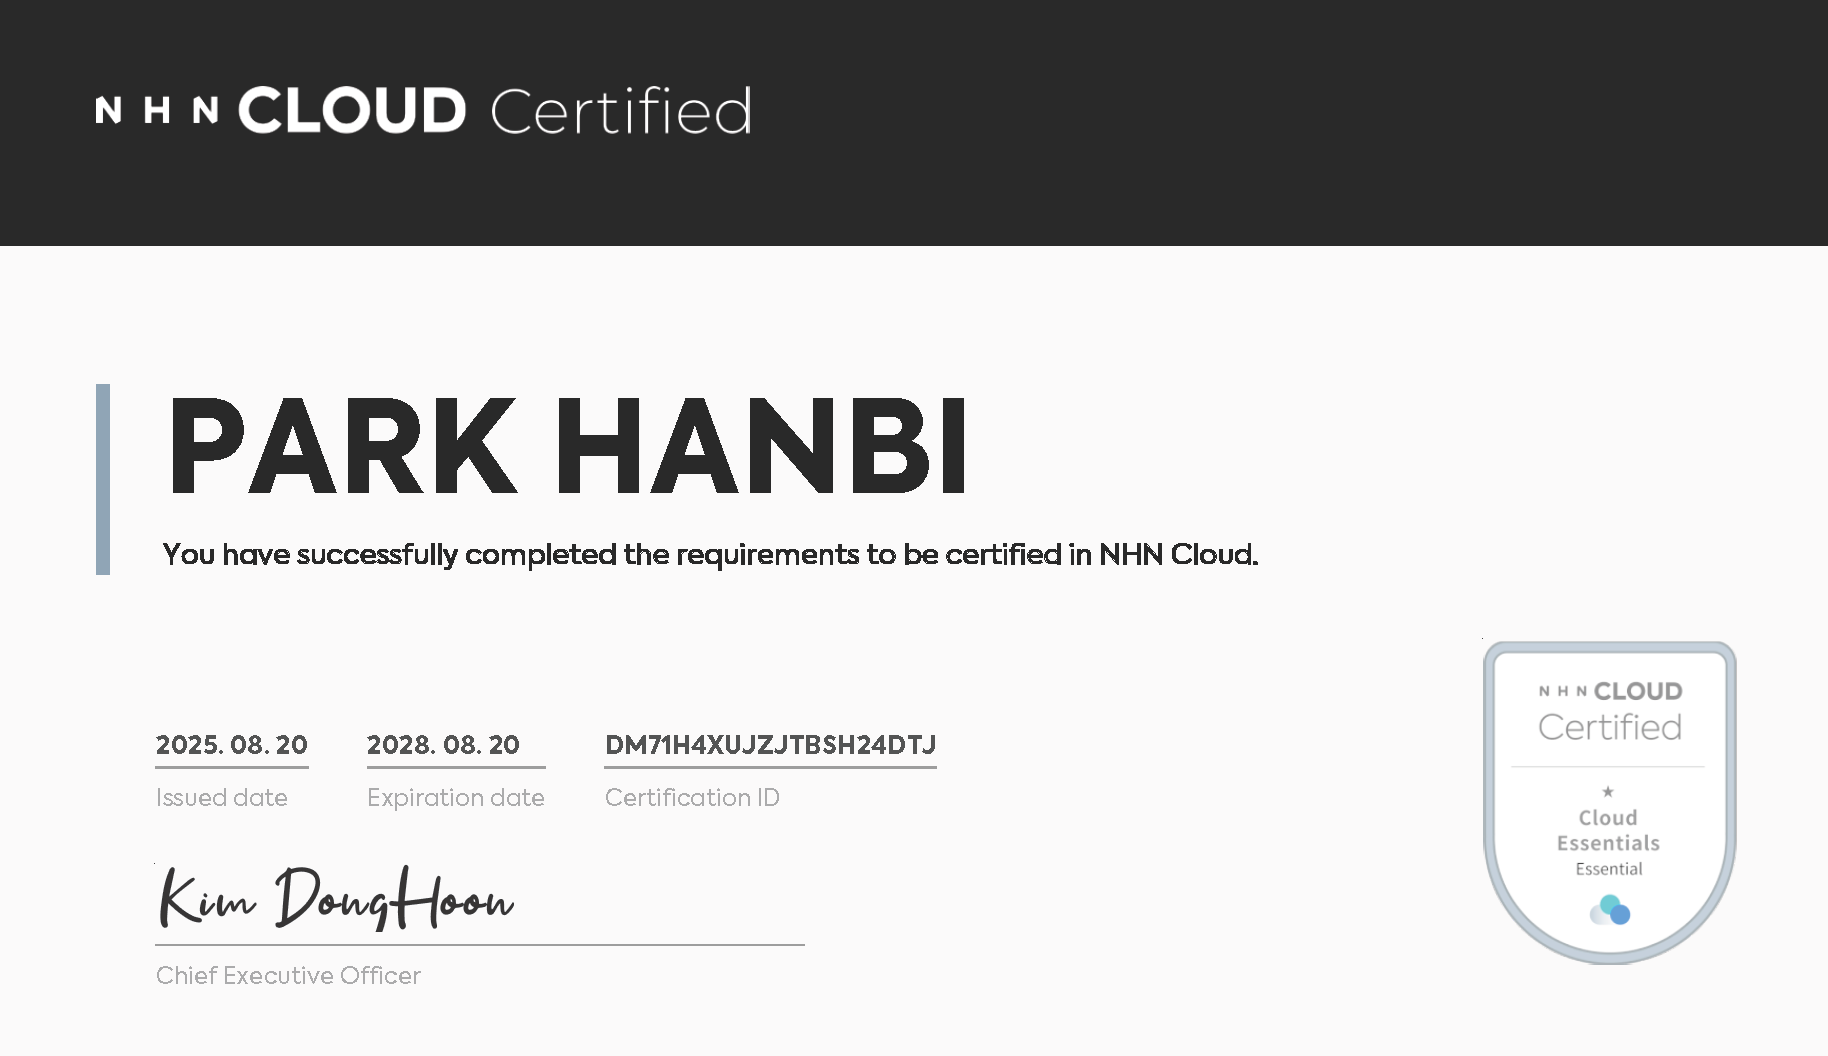 NHN CLOUD Certified
PARK HANBI
You have successfully completed the requirements to be certified in NHN Cloud.
2025. 08. 20
Issued date
2028. 08. 20
Expiration date
DM71H4XUJZJTBSH24DTJ
Certification ID
Kim DongHoon
Chief Executive Officer
NHN CLOUD
Certified
★
Cloud
Essentials
Essential